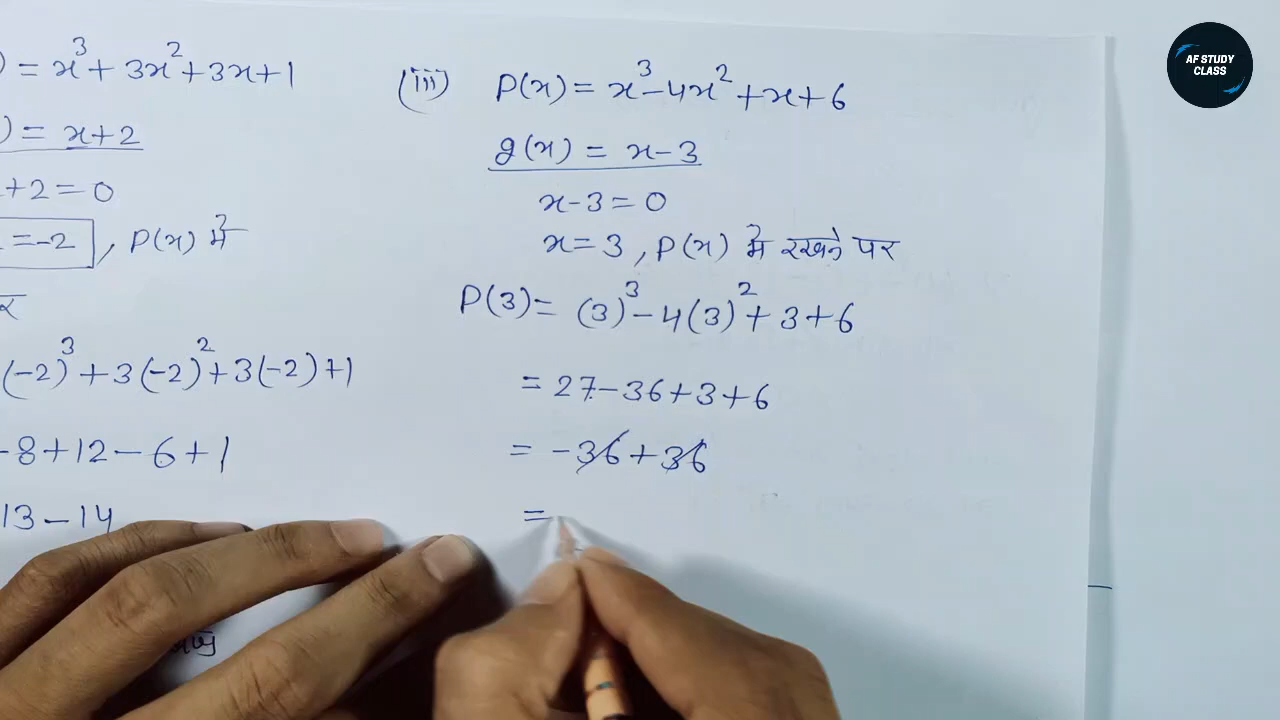 ) = x³ + 3x² + 3x + 1
) = x + 2
+ 2 = 0
= -2 , P(x) में
(-2)³ + 3(-2)² + 3(-2) + 1
-8 + 12 - 6 + 1
13 - 14
(iii) P(x) = x³ - 4x² + x + 6
g(x) = x - 3
x - 3 = 0
x = 3 , P(x) में रखने पर
P(3) = (3)³ - 4(3)² + 3 + 6
= 27 - 36 + 3 + 6
= -36 + 36
=
AF STUDY
CLASS